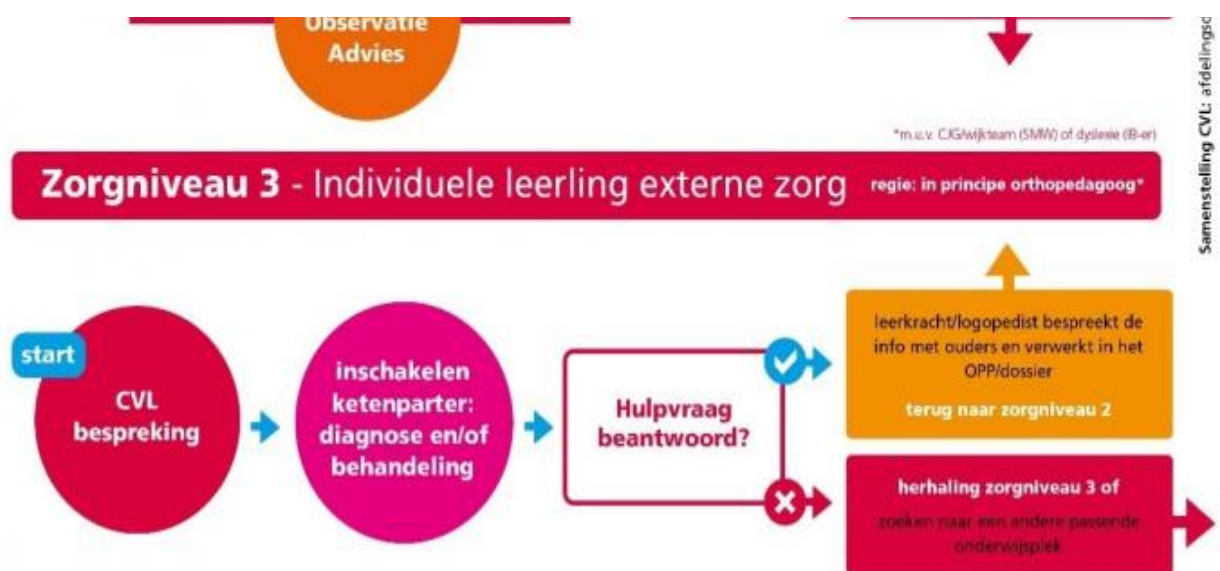 Observatie
Advies
*m.u.v. CJG/wijkteam (SMW) of dyslexie (IB-er)
Zorgniveau 3 - Individuele leerling externe zorg
regie: in principe orthopedagoog*
Samenstelling CVL:
start
CVL
bespreking
inschakelen
ketenparter:
diagnose en/of
behandeling
Hulpvraag
beantwoord?
leerkracht/logopedist bespreekt de
info met ouders en verwerkt in het
OPP/dossier
terug naar zorgniveau 2
herhaling zorgniveau 3 of
zoeken naar een andere passende
onderwijsplek